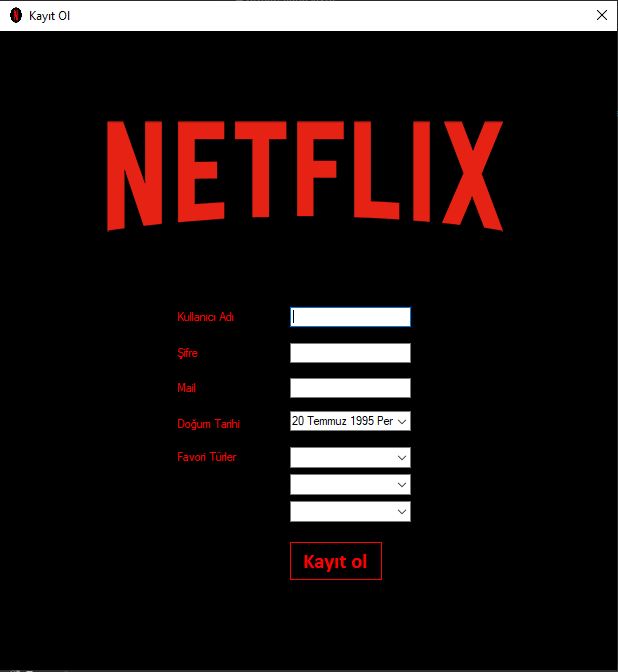 Kayıt Ol
NETFLIX
Kullanıcı Adı
Şifre
Mail
Doğum Tarihi
20 Temmuz 1995 Per
Favori Türler
Kayıt ol